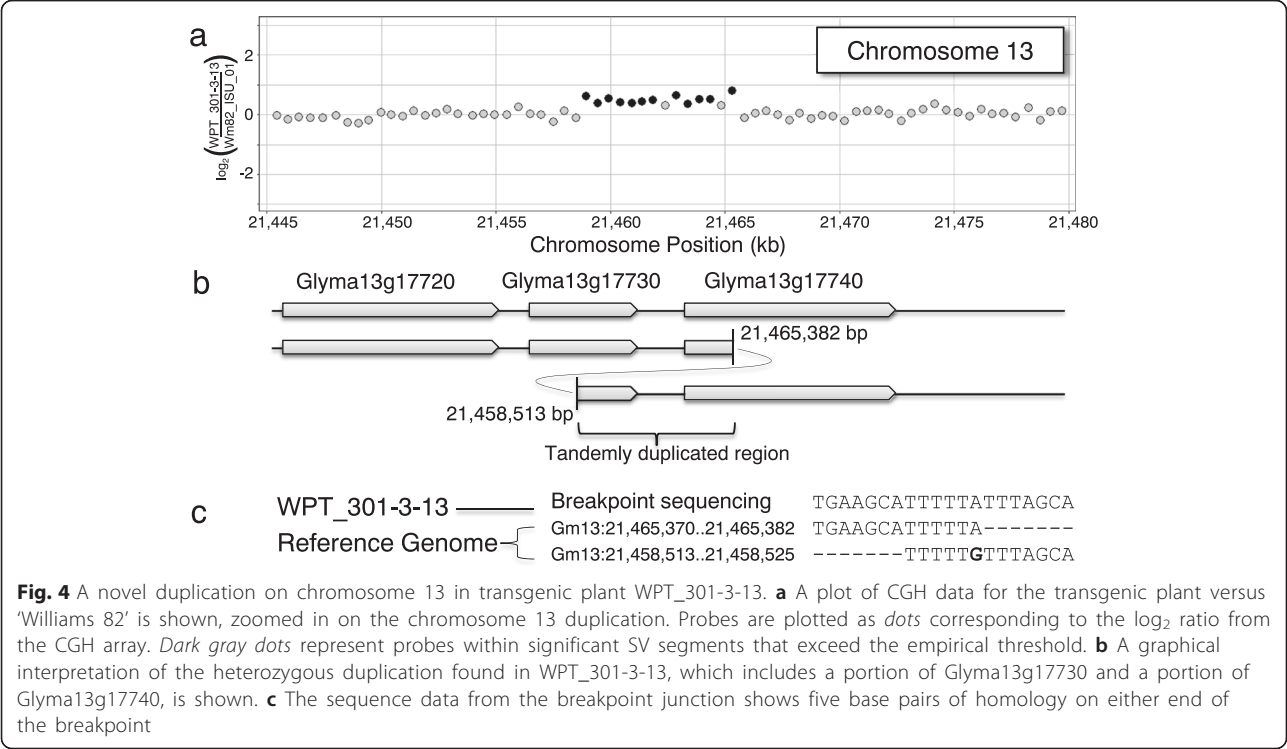 a
Chromosome 13
log₂ (WPT_301-3-13 / Wm82_ISU_01)
2
0
-2
21,445 21,450 21,455 21,460 21,465 21,470 21,475 21,480
Chromosome Position (kb)
b
Glyma13g17720 Glyma13g17730 Glyma13g17740
21,465,382 bp
21,458,513 bp
Tandemly duplicated region
c
WPT_301-3-13 Breakpoint sequencing TGAAGCATTTTTATTTAGCA
Reference Genome
Gm13:21,465,370..21,465,382 TGAAGCATTTTTA-------
Gm13:21,458,513..21,458,525 -------TTTTTGTTTAGCA
Fig. 4 A novel duplication on chromosome 13 in transgenic plant WPT_301-3-13. a A plot of CGH data for the transgenic plant versus
'Williams 82' is shown, zoomed in on the chromosome 13 duplication. Probes are plotted as dots corresponding to the log₂ ratio from
the CGH array. Dark gray dots represent probes within significant SV segments that exceed the empirical threshold. b A graphical
interpretation of the heterozygous duplication found in WPT_301-3-13, which includes a portion of Glyma13g17730 and a portion of
Glyma13g17740, is shown. c The sequence data from the breakpoint junction shows five base pairs of homology on either end of
the breakpoint